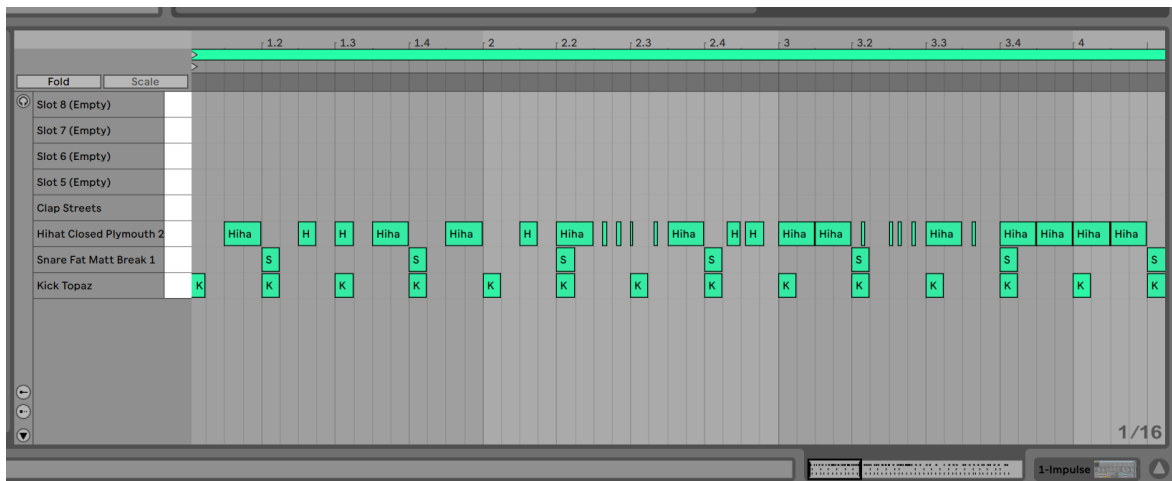 1.2 1.3 1.4 2 2.2 2.3 2.4 3 3.2 3.3 3.4 4
Fold Scale
Slot 8 (Empty)
Slot 7 (Empty)
Slot 6 (Empty)
Slot 5 (Empty)
Clap Streets
Hihat Closed Plymouth 2 Hiha H H Hiha Hiha H Hiha Hiha H H Hiha Hiha Hiha Hiha Hiha Hiha Hiha
Snare Fat Matt Break 1 S S S S S S S
Kick Topaz K K K K K K K K K K K K K K
1/16
1-Impulse